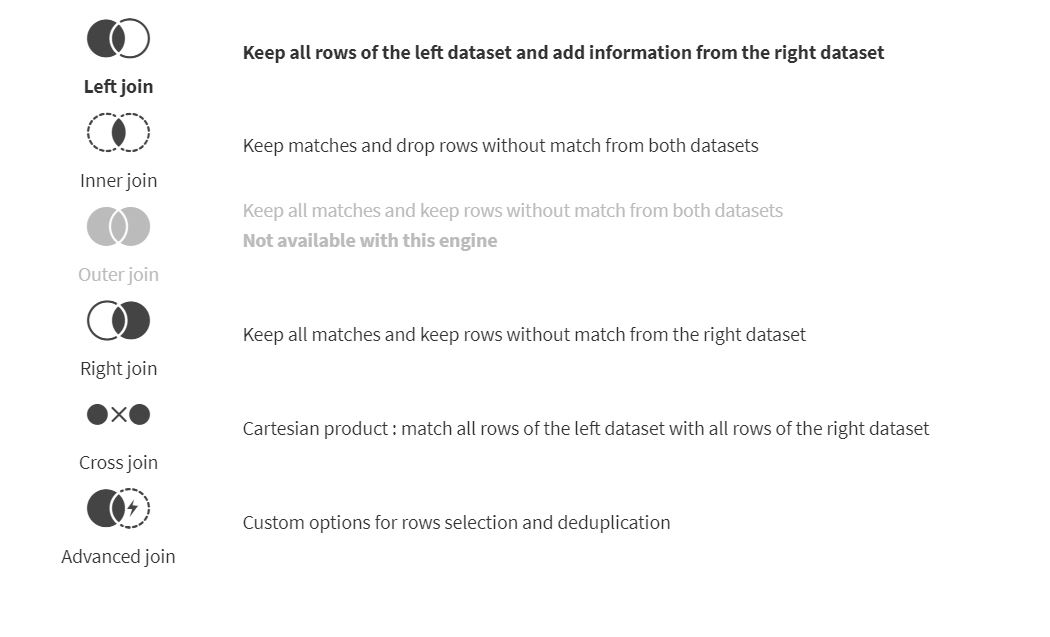 Keep all rows of the left dataset and add information from the right dataset
Left join
Keep matches and drop rows without match from both datasets
Inner join
Keep all matches and keep rows without match from both datasets
Not available with this engine
Outer join
Keep all matches and keep rows without match from the right dataset
Right join
Cartesian product : match all rows of the left dataset with all rows of the right dataset
Cross join
Custom options for rows selection and deduplication
Advanced join